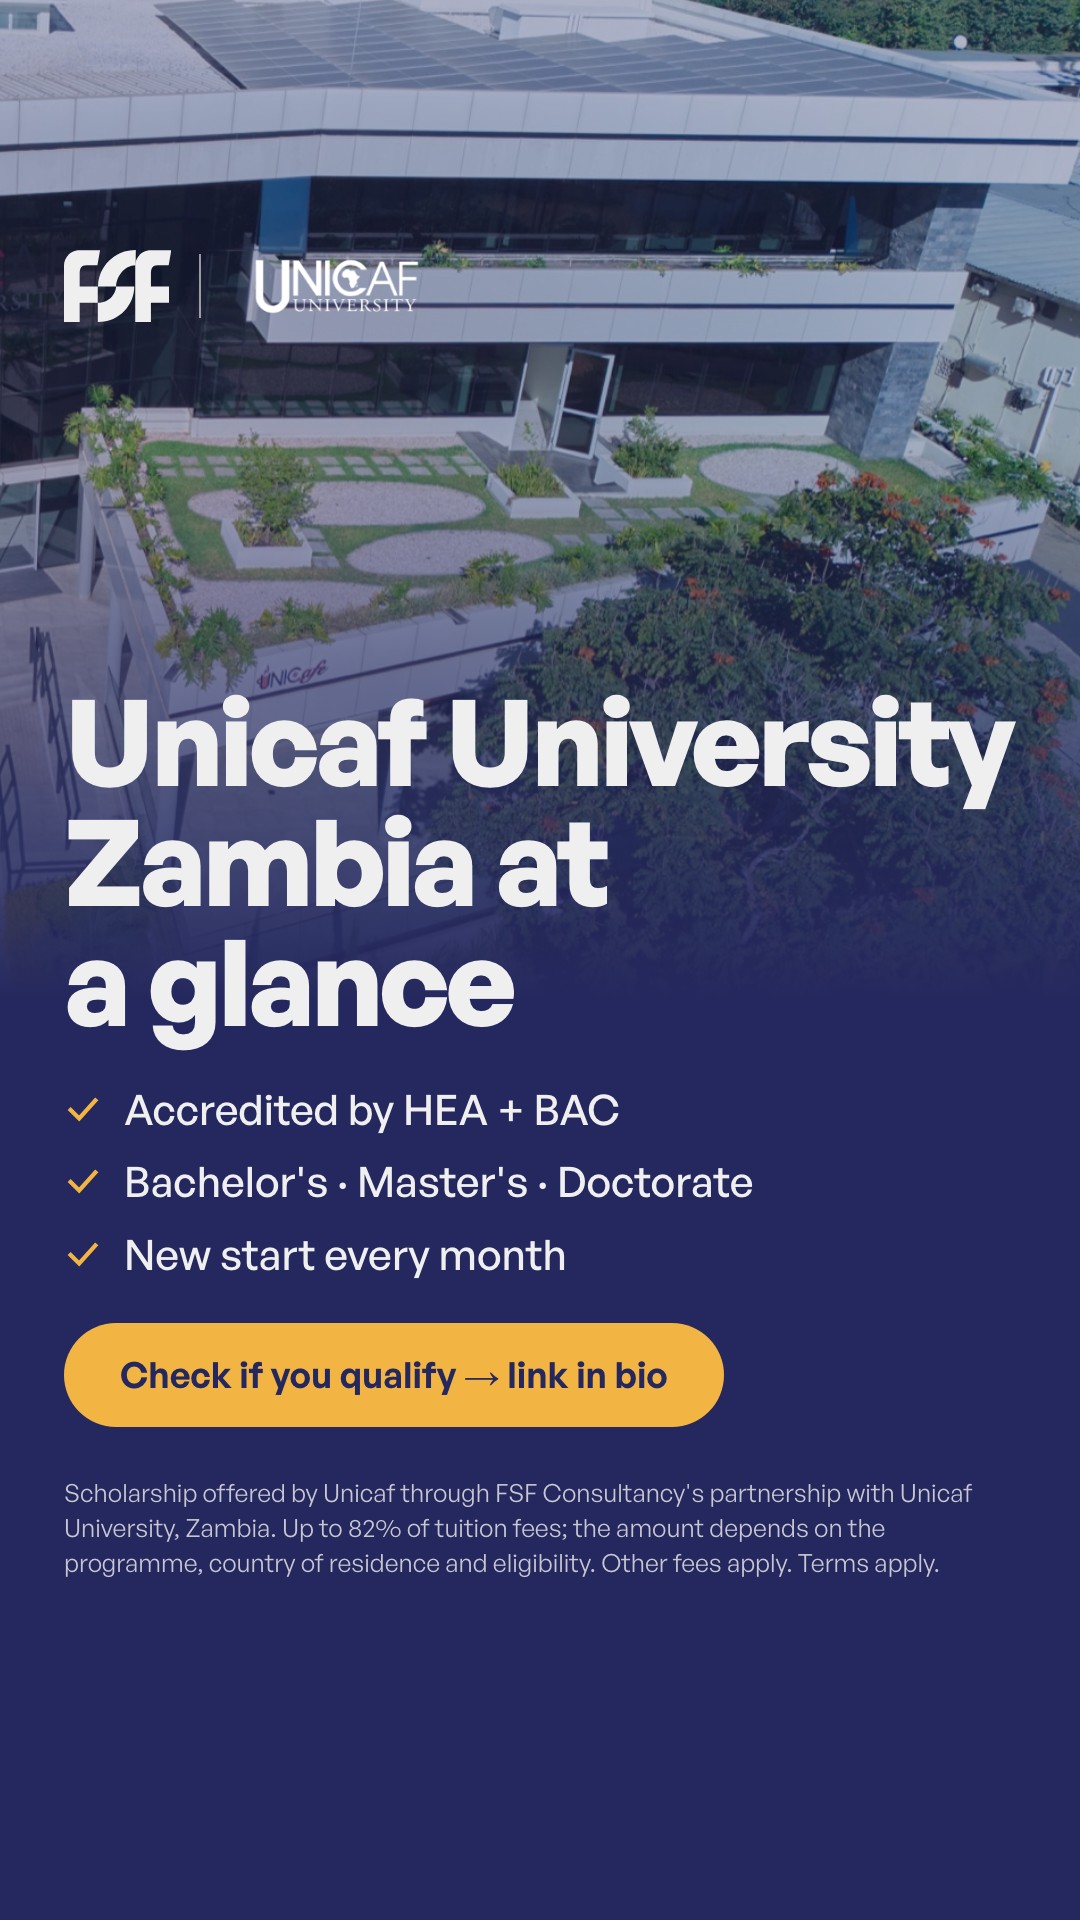 FSF
UNICAF
UNIVERSITY
UNICafe
Unicaf University
Zambia at
a glance
Accredited by HEA + BAC
Bachelor's · Master's · Doctorate
New start every month
Check if you qualify → link in bio
Scholarship offered by Unicaf through FSF Consultancy's partnership with Unicaf
University, Zambia. Up to 82% of tuition fees; the amount depends on the
programme, country of residence and eligibility. Other fees apply. Terms apply.